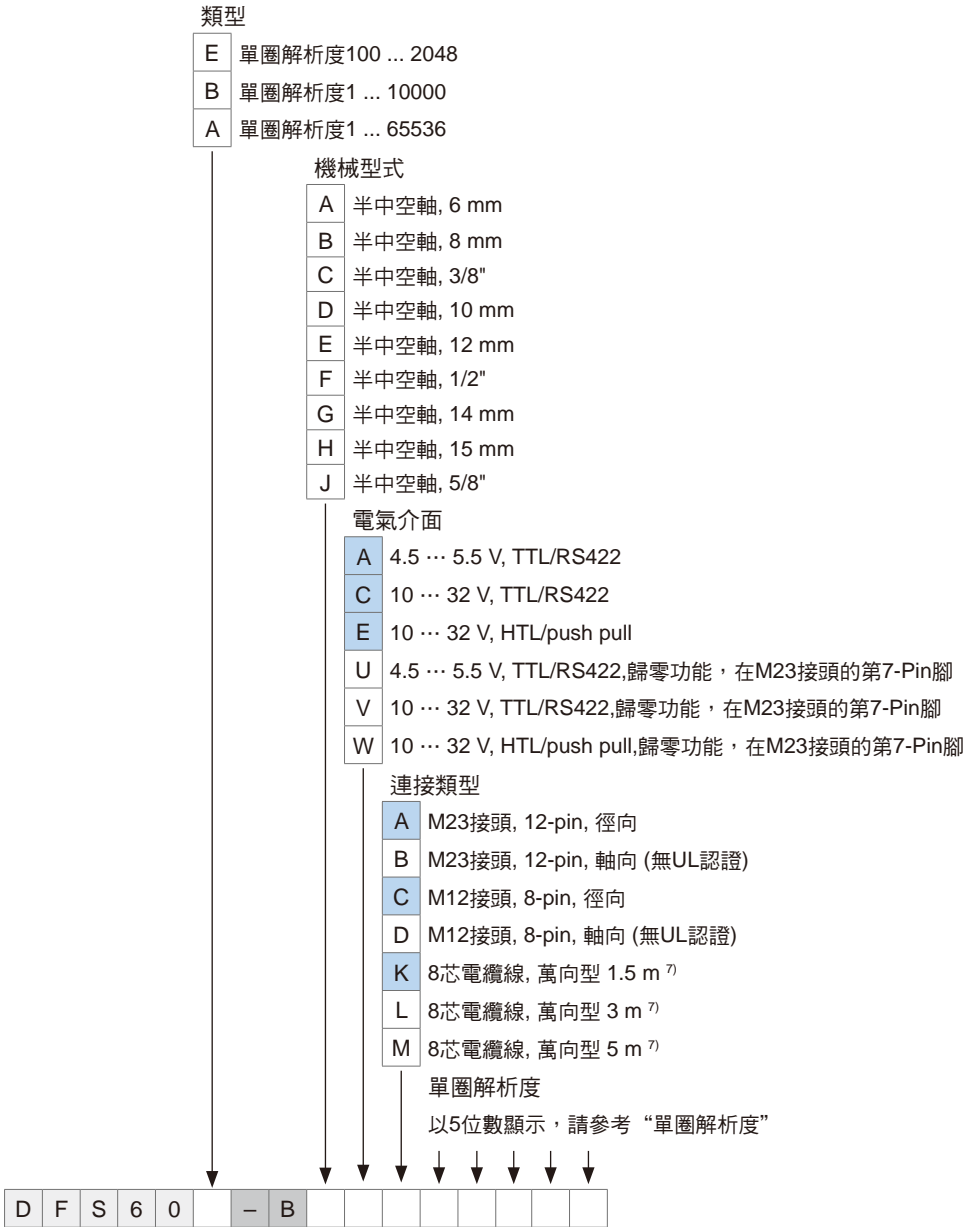 類型
E 單圈解析度100 ... 2048
B 單圈解析度1 ... 10000
A 單圈解析度1 ... 65536
機械型式
A 半中空軸, 6 mm
B 半中空軸, 8 mm
C 半中空軸, 3/8"
D 半中空軸, 10 mm
E 半中空軸, 12 mm
F 半中空軸, 1/2"
G 半中空軸, 14 mm
H 半中空軸, 15 mm
J 半中空軸, 5/8"
電氣介面
A 4.5 ⋯ 5.5 V, TTL/RS422
C 10 ⋯ 32 V, TTL/RS422
E 10 ⋯ 32 V, HTL/push pull
U 4.5 ⋯ 5.5 V, TTL/RS422,歸零功能，在M23接頭的第7-Pin腳
V 10 ⋯ 32 V, TTL/RS422,歸零功能，在M23接頭的第7-Pin腳
W 10 ⋯ 32 V, HTL/push pull,歸零功能，在M23接頭的第7-Pin腳
連接類型
A M23接頭, 12-pin, 徑向
B M23接頭, 12-pin, 軸向 (無UL認證)
C M12接頭, 8-pin, 徑向
D M12接頭, 8-pin, 軸向 (無UL認證)
K 8芯電纜線, 萬向型 1.5 m 7)
L 8芯電纜線, 萬向型 3 m 7)
M 8芯電纜線, 萬向型 5 m 7)
單圈解析度
以5位數顯示，請參考“單圈解析度”
D F S 6 0 – B